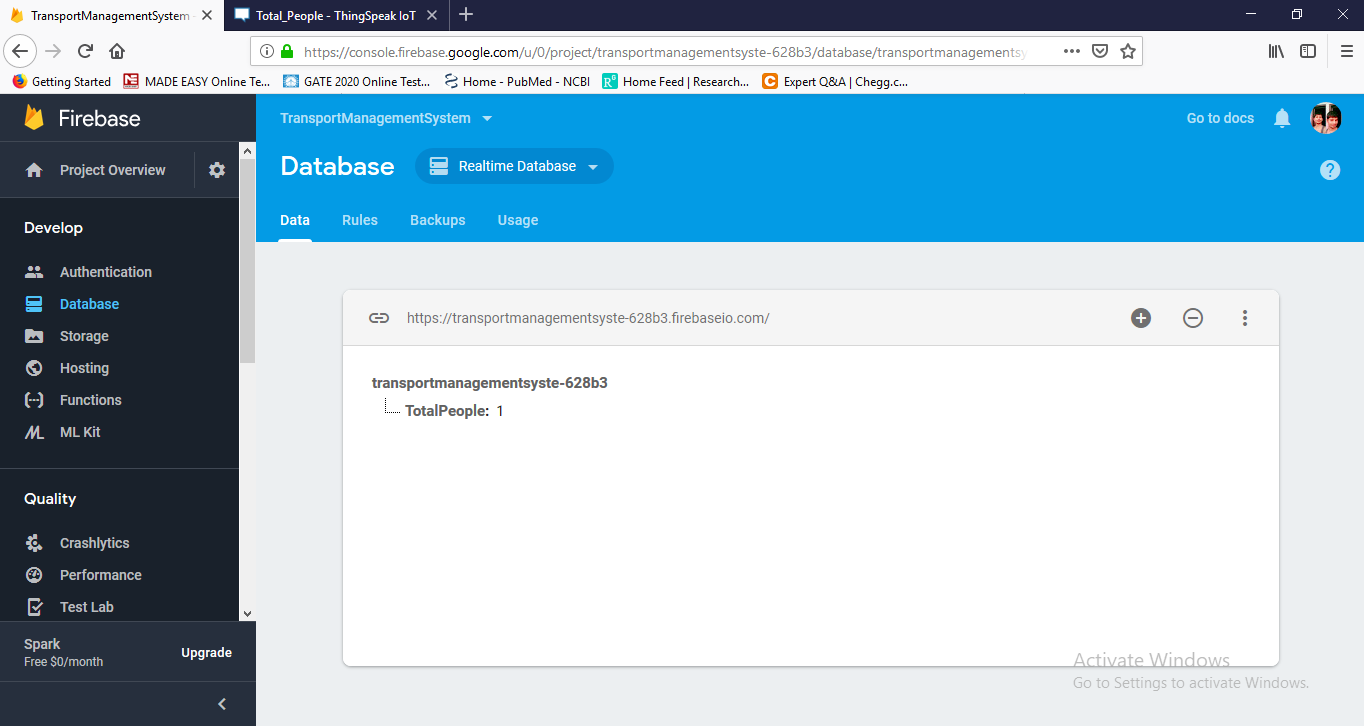 TransportManagementSystem -
Total_People - ThingSpeak IoT
https://console.firebase.google.com/u/0/project/transportmanagementsyste-628b3/database/transportmanagementsy
Getting Started
MADE EASY Online Te...
GATE 2020 Online Test...
Home - PubMed - NCBI
R⁶ Home Feed | Research...
C Expert Q&A | Chegg.c...
Firebase
TransportManagementSystem
Go to docs
Project Overview
Database
Realtime Database
?
Data
Rules
Backups
Usage
Develop
Authentication
Database
Storage
Hosting
Functions
ML Kit
https://transportmanagementsyste-628b3.firebaseio.com/
transportmanagementsyste-628b3
TotalPeople: 1
Quality
Crashlytics
Performance
Test Lab
Spark
Free $0/month
Upgrade
Activate Windows
Go to Settings to activate Windows.